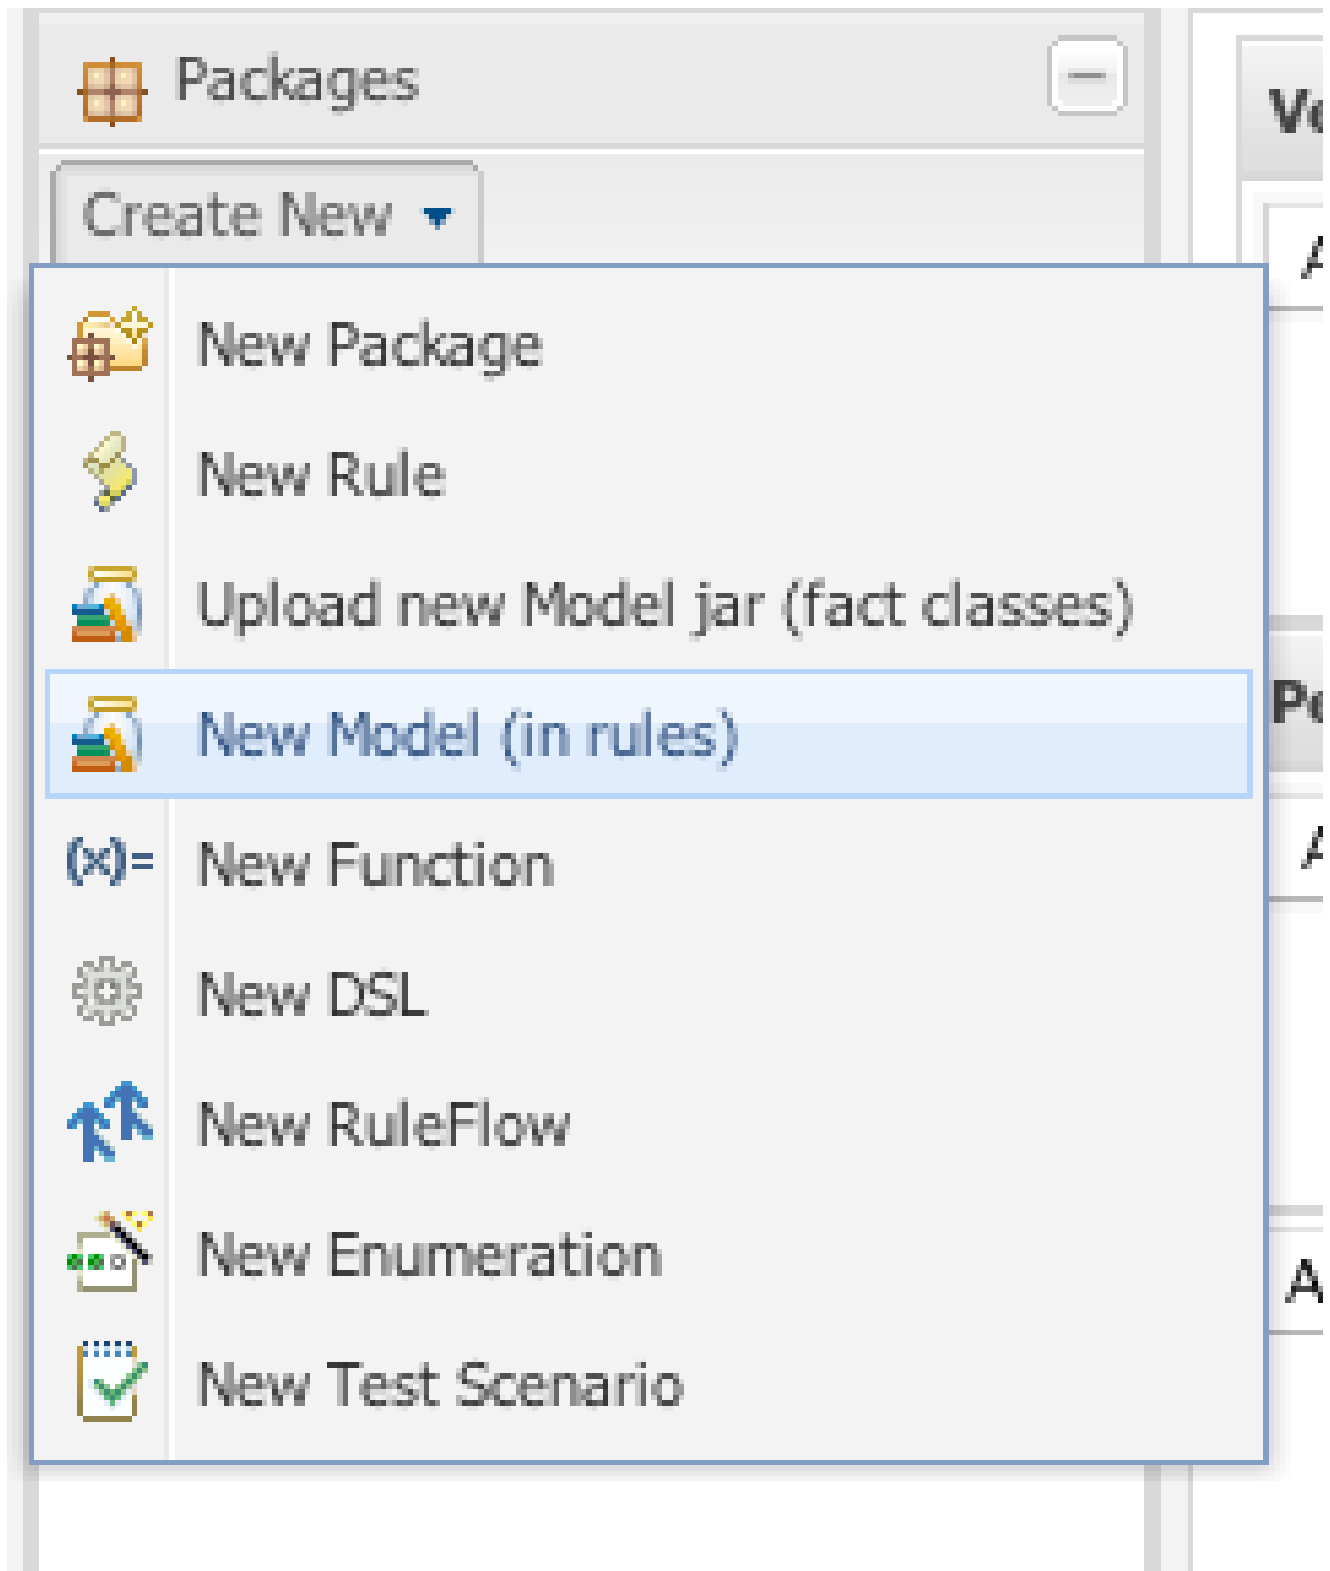 Packages
Create New
New Package
New Rule
Upload new Model jar (fact classes)
New Model (in rules)
(x)= New Function
New DSL
New RuleFlow
New Enumeration
New Test Scenario